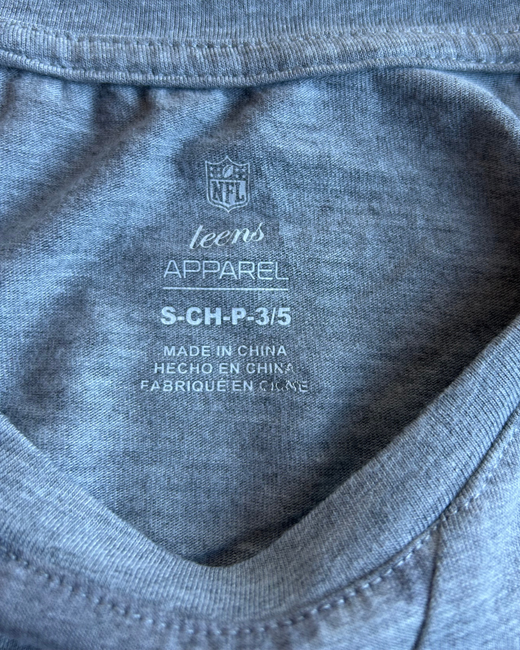 NFL
teens
APPAREL
S-CH-P-3/5
MADE IN CHINA
HECHO EN CHINA
FABRIQUÉ EN CHINE